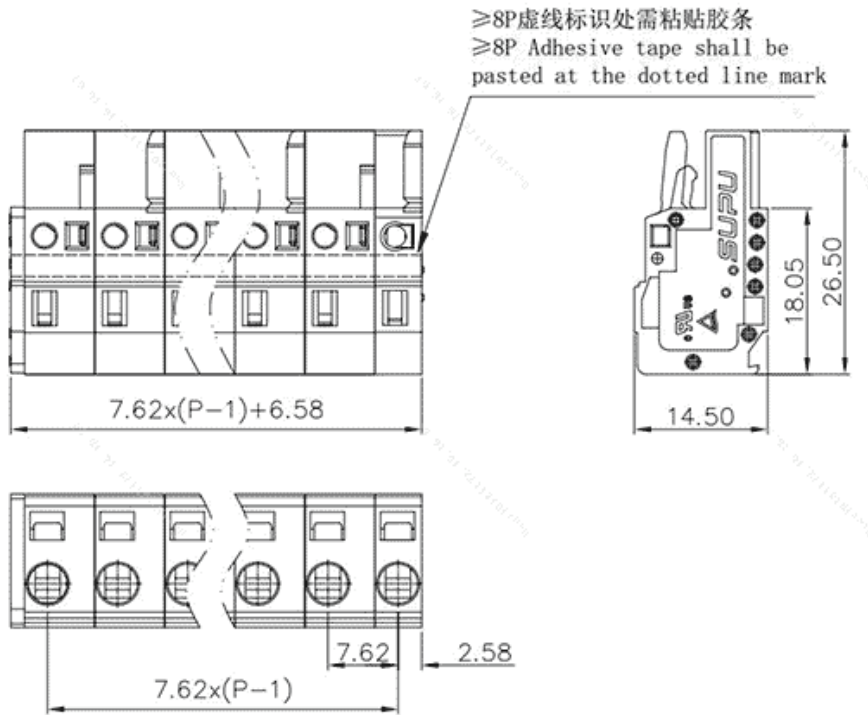 ≥8P虚线标识处需粘贴胶条
≥8P Adhesive tape shall be
pasted at the dotted line mark
SUPU
18.05
26.50
7.62x(P-1)+6.58
14.50
7.62
2.58
7.62x(P-1)